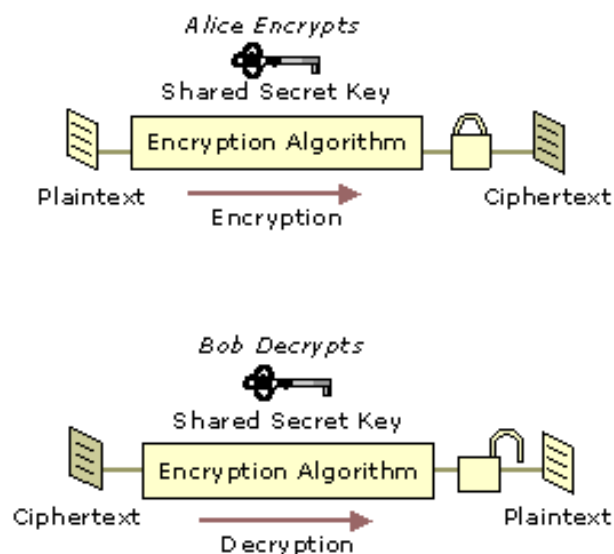 Alice Encrypts
Shared Secret Key
Encryption Algorithm
Plaintext
Ciphertext
Encryption
Bob Decrypts
Shared Secret Key
Encryption Algorithm
Ciphertext
Plaintext
Decryption